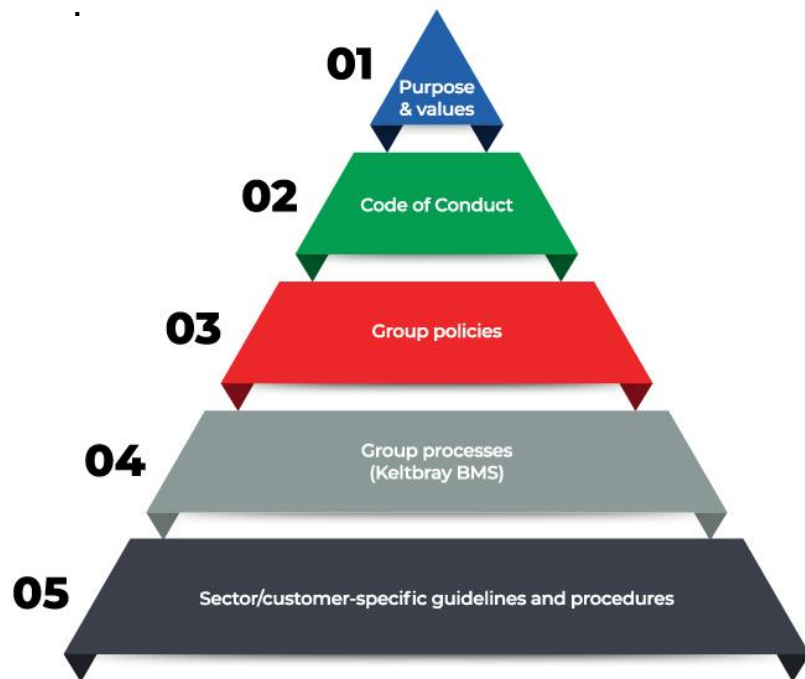 .
01
Purpose
& values
02
Code of Conduct
03
Group policies
04
Group processes
(Keltbray BMS)
05
Sector/customer-specific guidelines and procedures